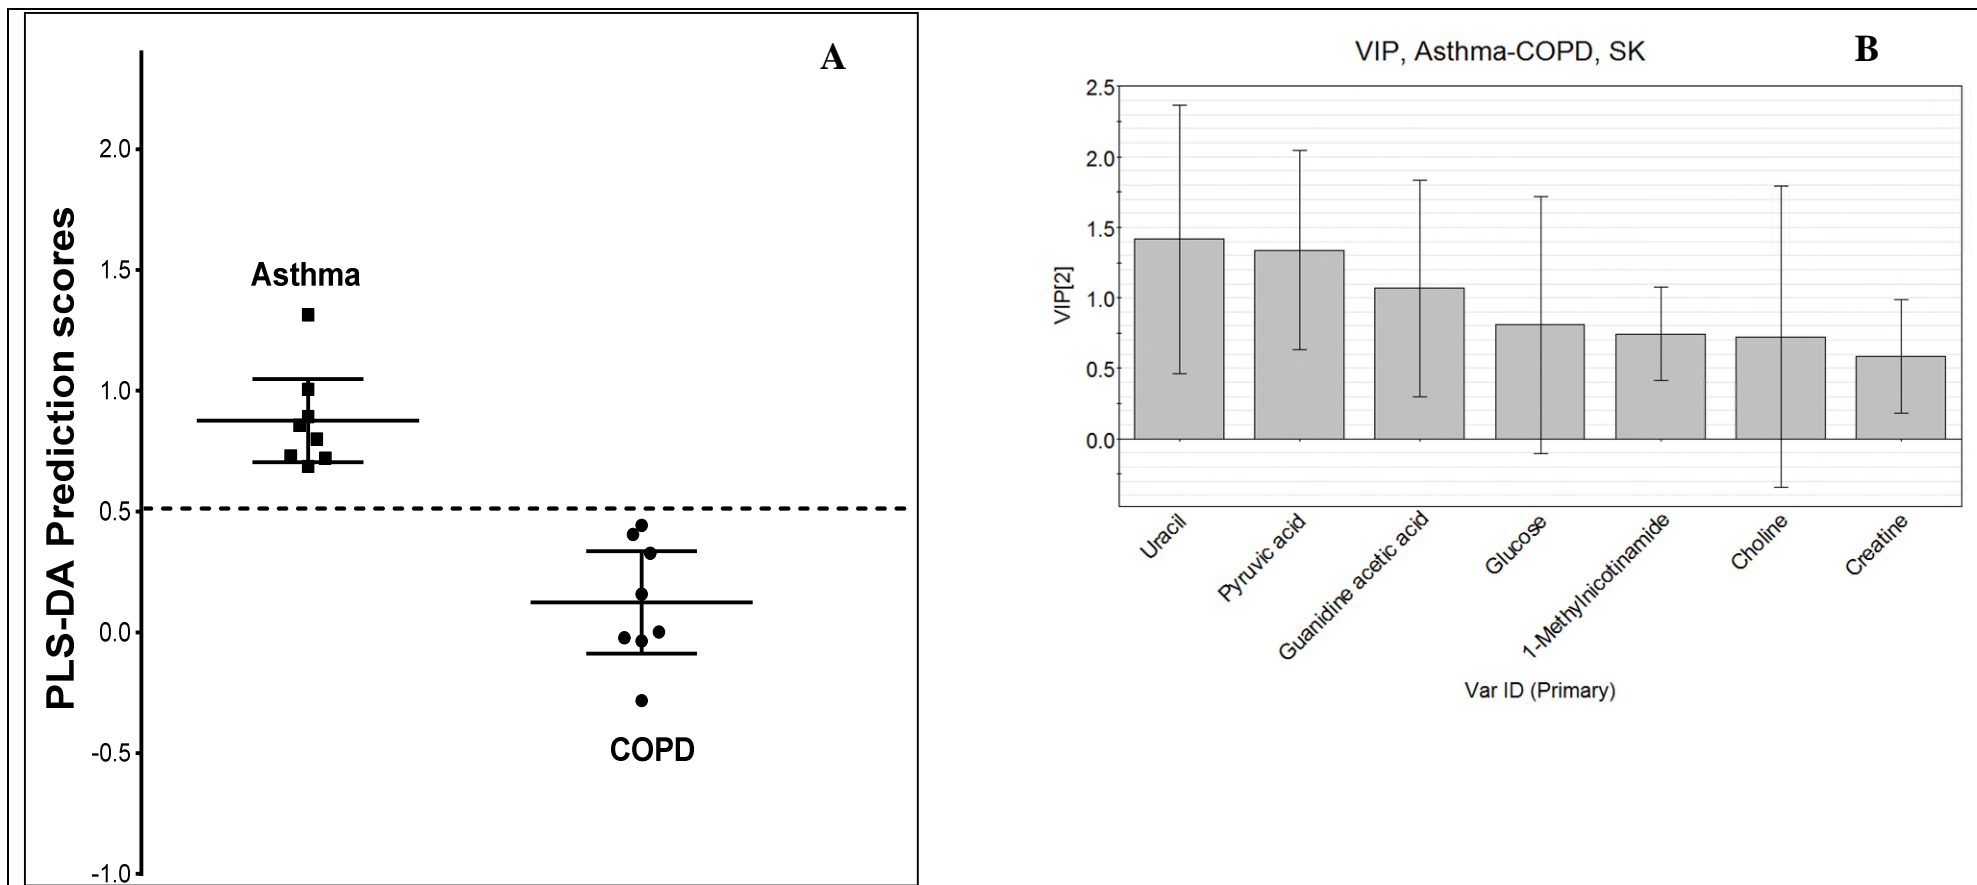 A
PLS-DA Prediction scores
2.0
1.5
1.0
0.5
0.0
-0.5
-1.0
Asthma
COPD
B
VIP, Asthma-COPD, SK
VIP[2]
2.5
2.0
1.5
1.0
0.5
0.0
Uracil
Pyruvic acid
Guanidine acetic acid
Glucose
1-Methylnicotinamide
Choline
Creatine
Var ID (Primary)